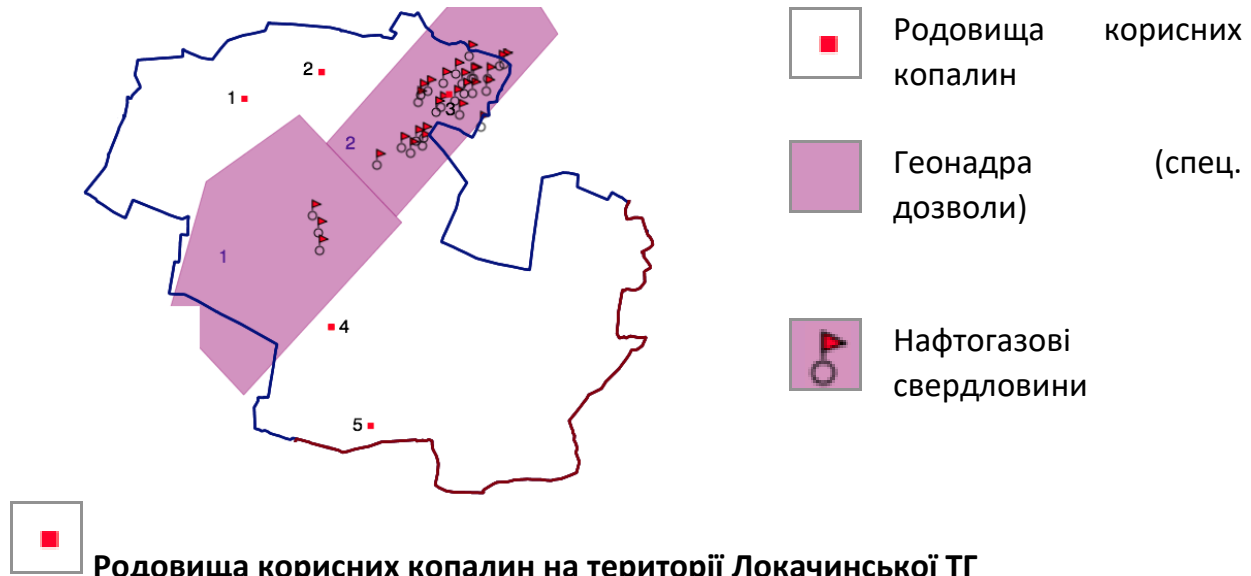 Родовища корисних
копалин
2
1
3
2
Геонадра (спец.
дозволи)
1
4
Нафтогазові
свердловини
5
Родовища корисних копалин на території Локачинської ТГ